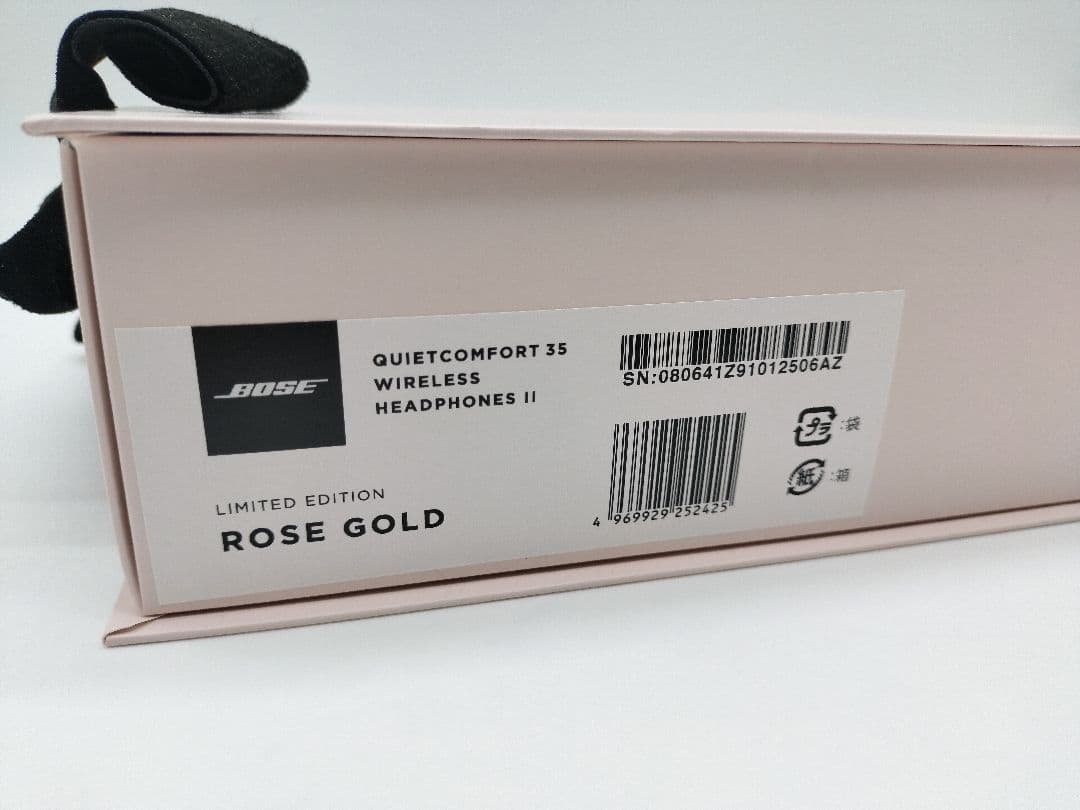 BOSE
QUIETCOMFORT 35
WIRELESS
HEADPHONES II
LIMITED EDITION
ROSE GOLD
SN:080641Z91012506AZ
4 969929 252425
プラ :袋
紙 :箱